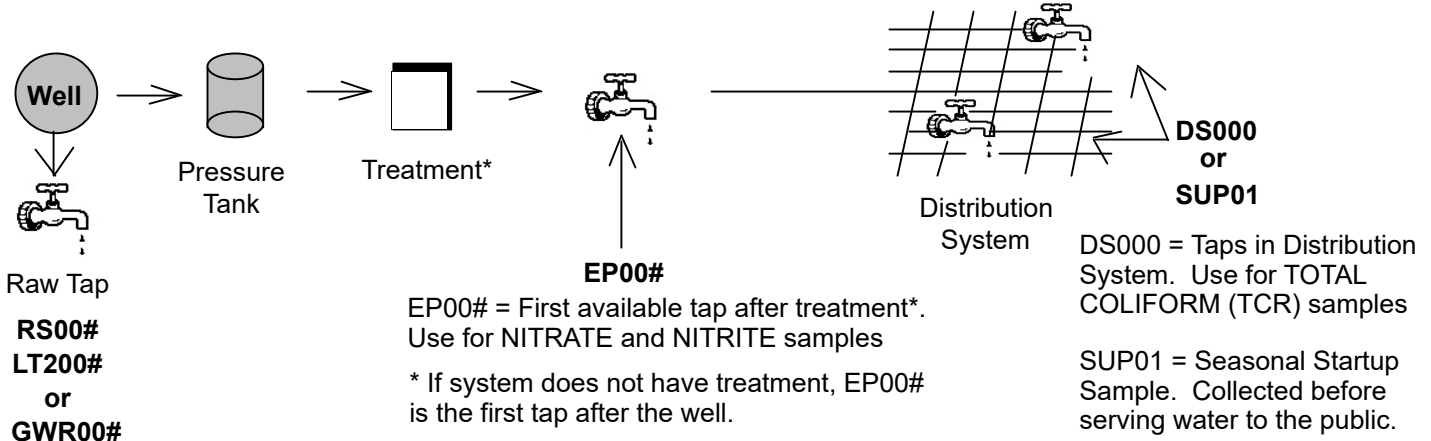 Well
Pressure
Tank
Treatment*
Raw Tap
RS00#
LT200#
or
GWR00#
EP00#
EP00# = First available tap after treatment*.
Use for NITRATE and NITRITE samples
* If system does not have treatment, EP00#
is the first tap after the well.
Distribution
System
DS000
or
SUP01
DS000 = Taps in Distribution
System. Use for TOTAL
COLIFORM (TCR) samples
SUP01 = Seasonal Startup
Sample. Collected before
serving water to the public.